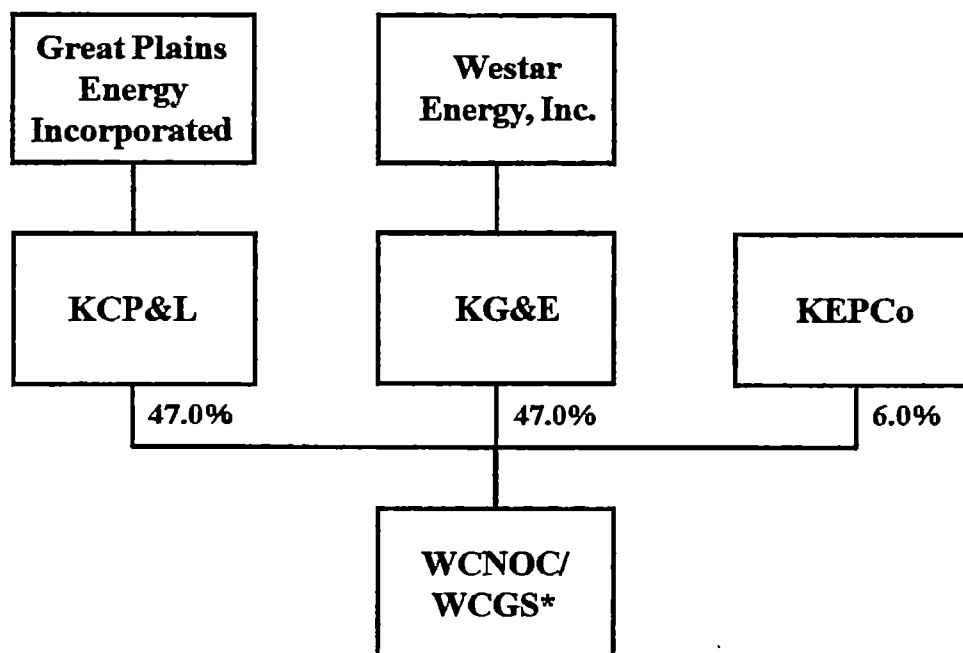 Great Plains
Energy
Incorporated
Westar
Energy, Inc.
KCP&L
KG&E
KEPCo
47.0%
47.0%
6.0%
WCNOC/
WCGS*